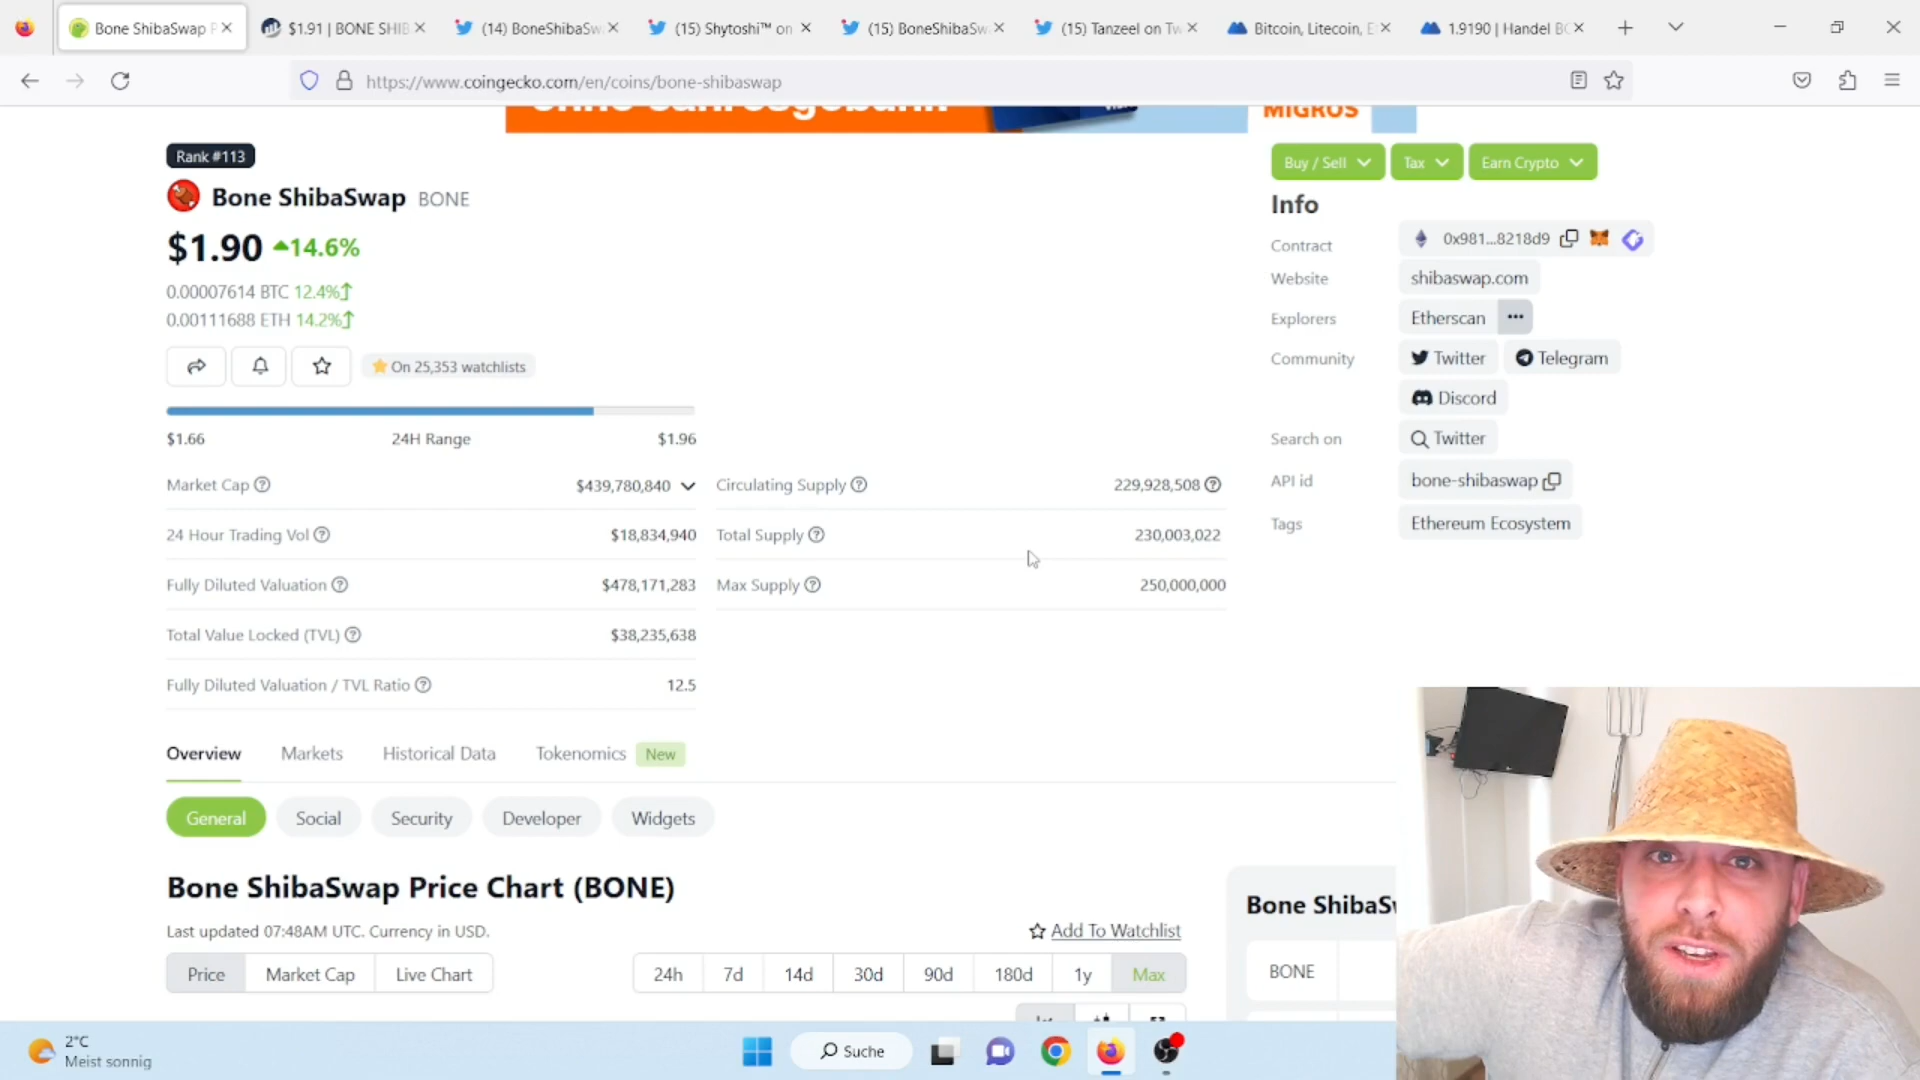 Bone ShibaSwap P
$1.91 | BONE SHIB
(14) BoneShibaSw
(15) Shytoshi™ on
(15) BoneShibaSw
(15) Tanzeel on Tw
Bitcoin, Litecoin, E
1.9190 | Handel BO
https://www.coingecko.com/en/coins/bone-shibaswap
MIGROS
Rank #113
Bone ShibaSwap BONE
$1.90 14.6%
0.00007614 BTC 12.4%
0.00111688 ETH 14.2%
On 25,353 watchlists
$1.66 24H Range $1.96
Market Cap $439,780,840
24 Hour Trading Vol $18,834,940
Fully Diluted Valuation $478,171,283
Total Value Locked (TVL) $38,235,638
Fully Diluted Valuation / TVL Ratio 12.5
Circulating Supply 229,928,508
Total Supply 230,003,022
Max Supply 250,000,000
Buy / Sell Tax Earn Crypto
Info
Contract 0x981...8218d9
Website shibaswap.com
Explorers Etherscan
Community Twitter Telegram
Discord
Search on Twitter
API id bone-shibaswap
Tags Ethereum Ecosystem
Overview Markets Historical Data Tokenomics New
General Social Security Developer Widgets
Bone ShibaSwap Price Chart (BONE)
Last updated 07:48AM UTC. Currency in USD.
Add To Watchlist
Price Market Cap Live Chart
24h 7d 14d 30d 90d 180d 1y Max
Bone ShibaSw
BONE
2°C
Meist sonnig
Suche